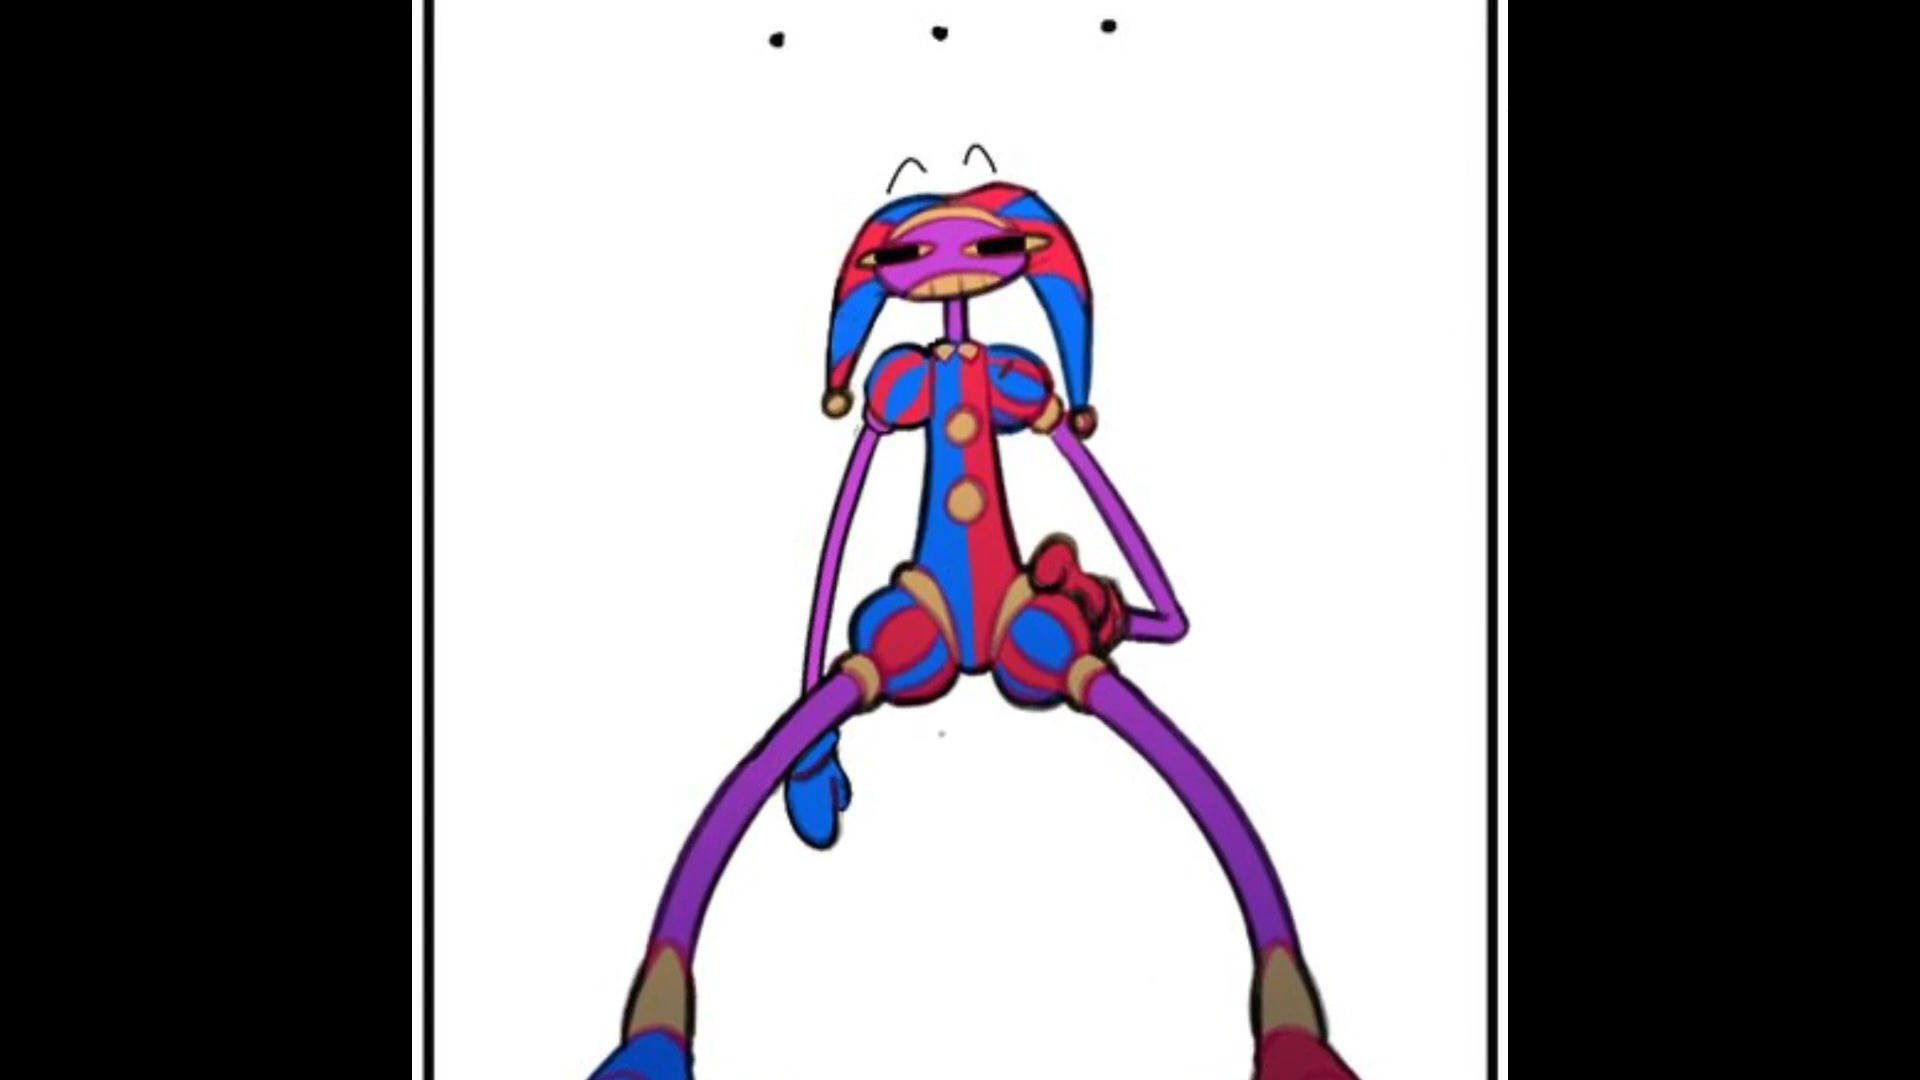 . . .